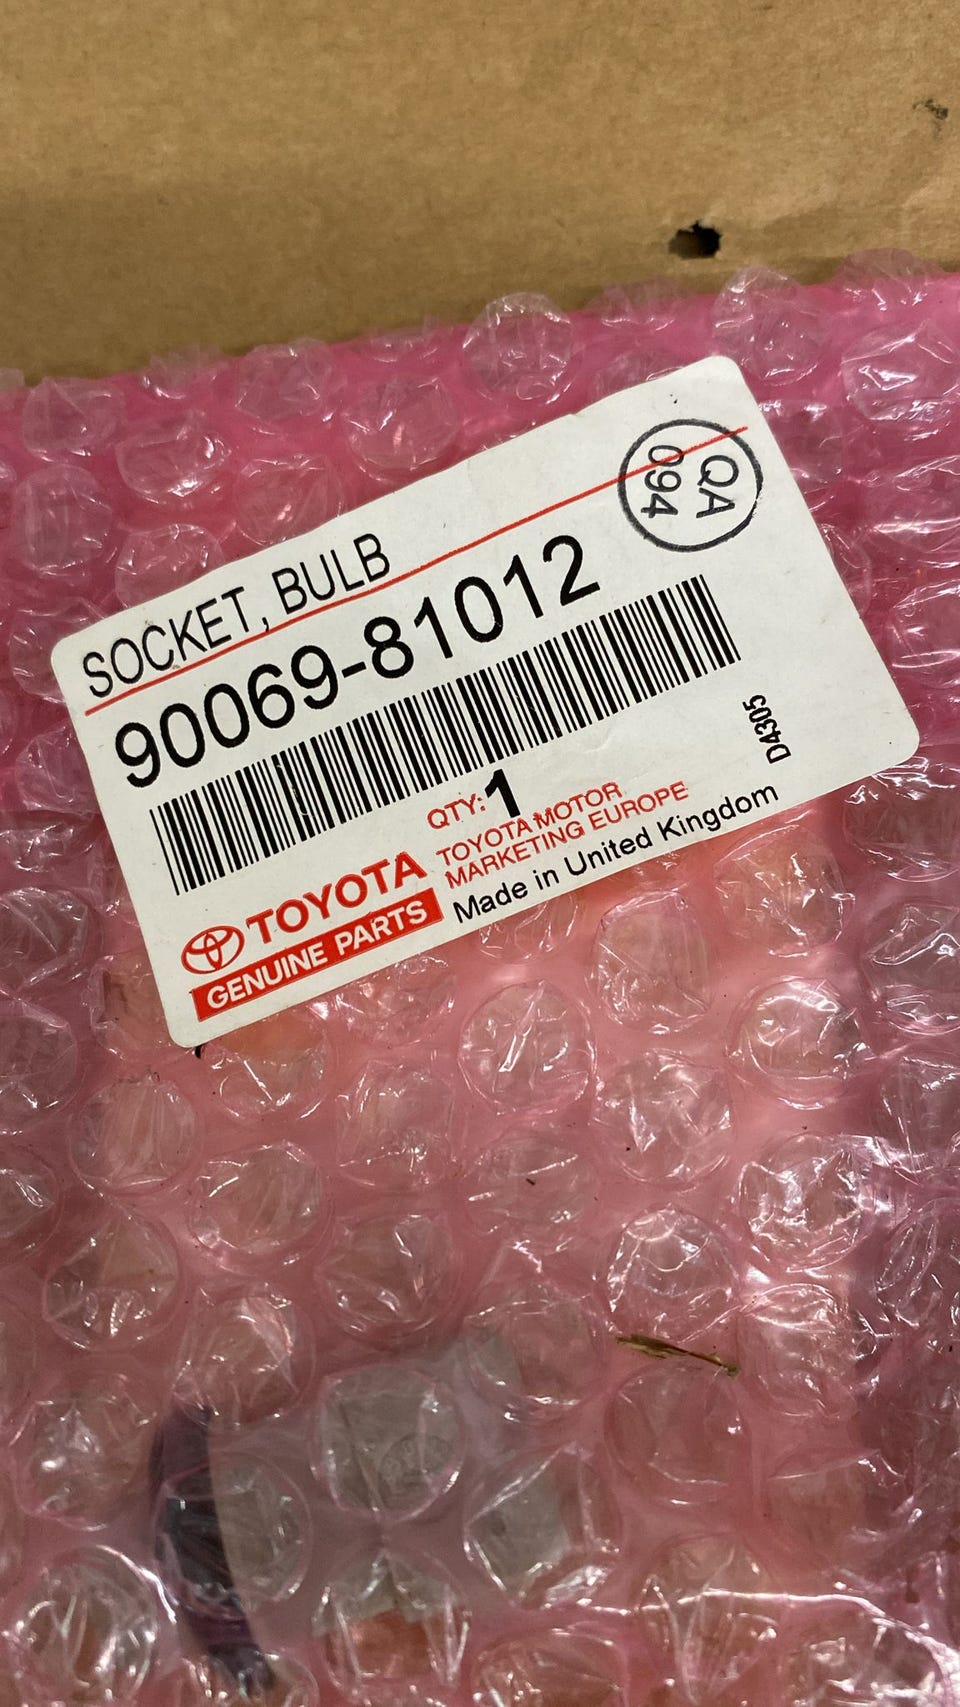 SOCKET, BULB
QA
094
90069-81012
D4305
QTY:1
TOYOTA
TOYOTA MOTOR
MARKETING EUROPE
GENUINE PARTS
Made in United Kingdom